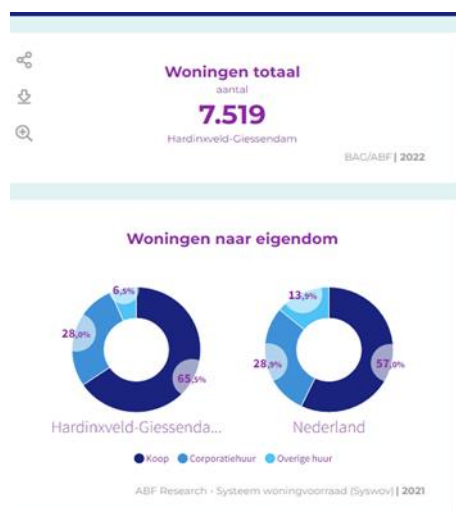 Woningen totaal
aantal
7.519
Hardinxveld-Giessendam
BAG/ABF | 2022
Woningen naar eigendom
6,5%
28,0%
65,5%
13,9%
28,9%
57,0%
Hardinxveld-Giessenda...
Nederland
Koop Corporatiehuur Overige huur
ABF Research - Systeem woningvoorraad (Syswov) | 2021